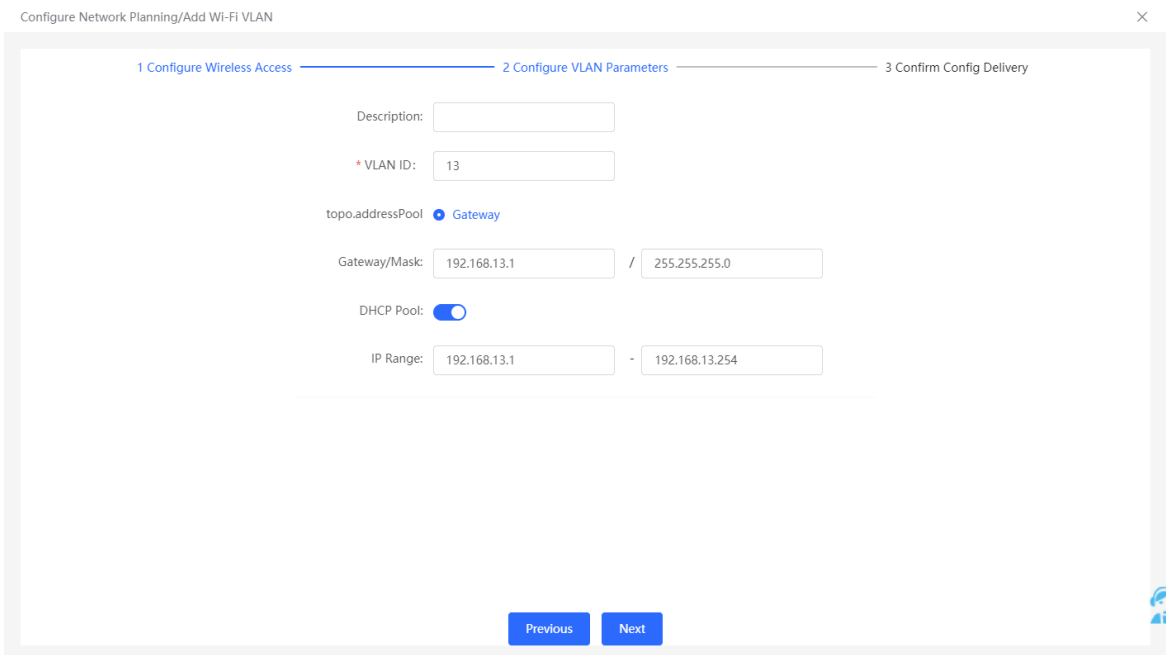 Configure Network Planning/Add Wi-Fi VLAN
1 Configure Wireless Access 2 Configure VLAN Parameters 3 Confirm Config Delivery
Description:
* VLAN ID: 13
topo.addressPool Gateway
Gateway/Mask: 192.168.13.1 / 255.255.255.0
DHCP Pool:
IP Range: 192.168.13.1 - 192.168.13.254
Previous Next